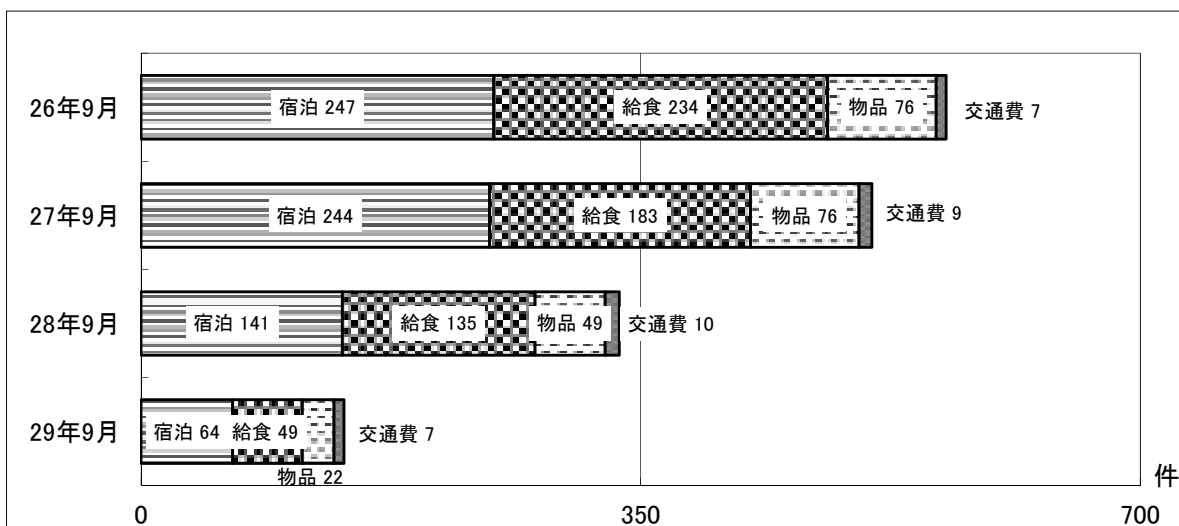 26年9月 宿泊 247 給食 234 物品 76 交通費 7
27年9月 宿泊 244 給食 183 物品 76 交通費 9
28年9月 宿泊 141 給食 135 物品 49 交通費 10
29年9月 宿泊 64 給食 49 交通費 7
物品 22
件
0 350 700